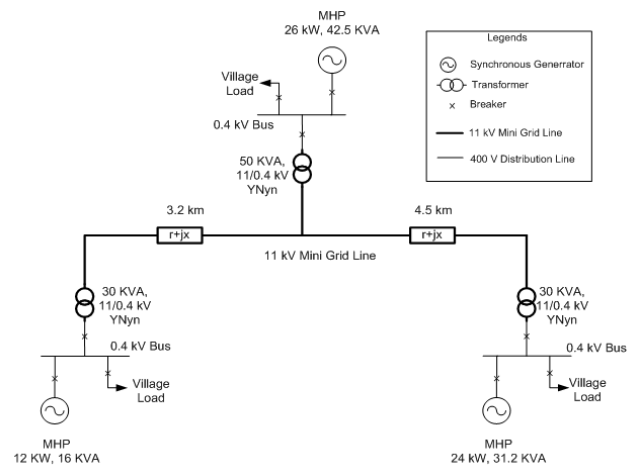 MHP
26 kW, 42.5 KVA
Legends
Synchronous Generrator
Transformer
Breaker
11 kV Mini Grid Line
400 V Distribution Line
Village
Load
0.4 kV Bus
50 KVA,
11/0.4 kV
YNyn
3.2 km
4.5 km
r+jx
r+jx
11 kV Mini Grid Line
30 KVA,
11/0.4 kV
YNyn
30 KVA,
11/0.4 kV
YNyn
0.4 kV Bus
0.4 kV Bus
Village
Load
Village
Load
MHP
12 KW, 16 KVA
MHP
24 kW, 31.2 KVA